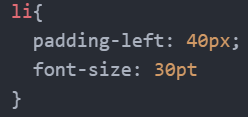 li{
  padding-left: 40px;
  font-size: 30pt
}